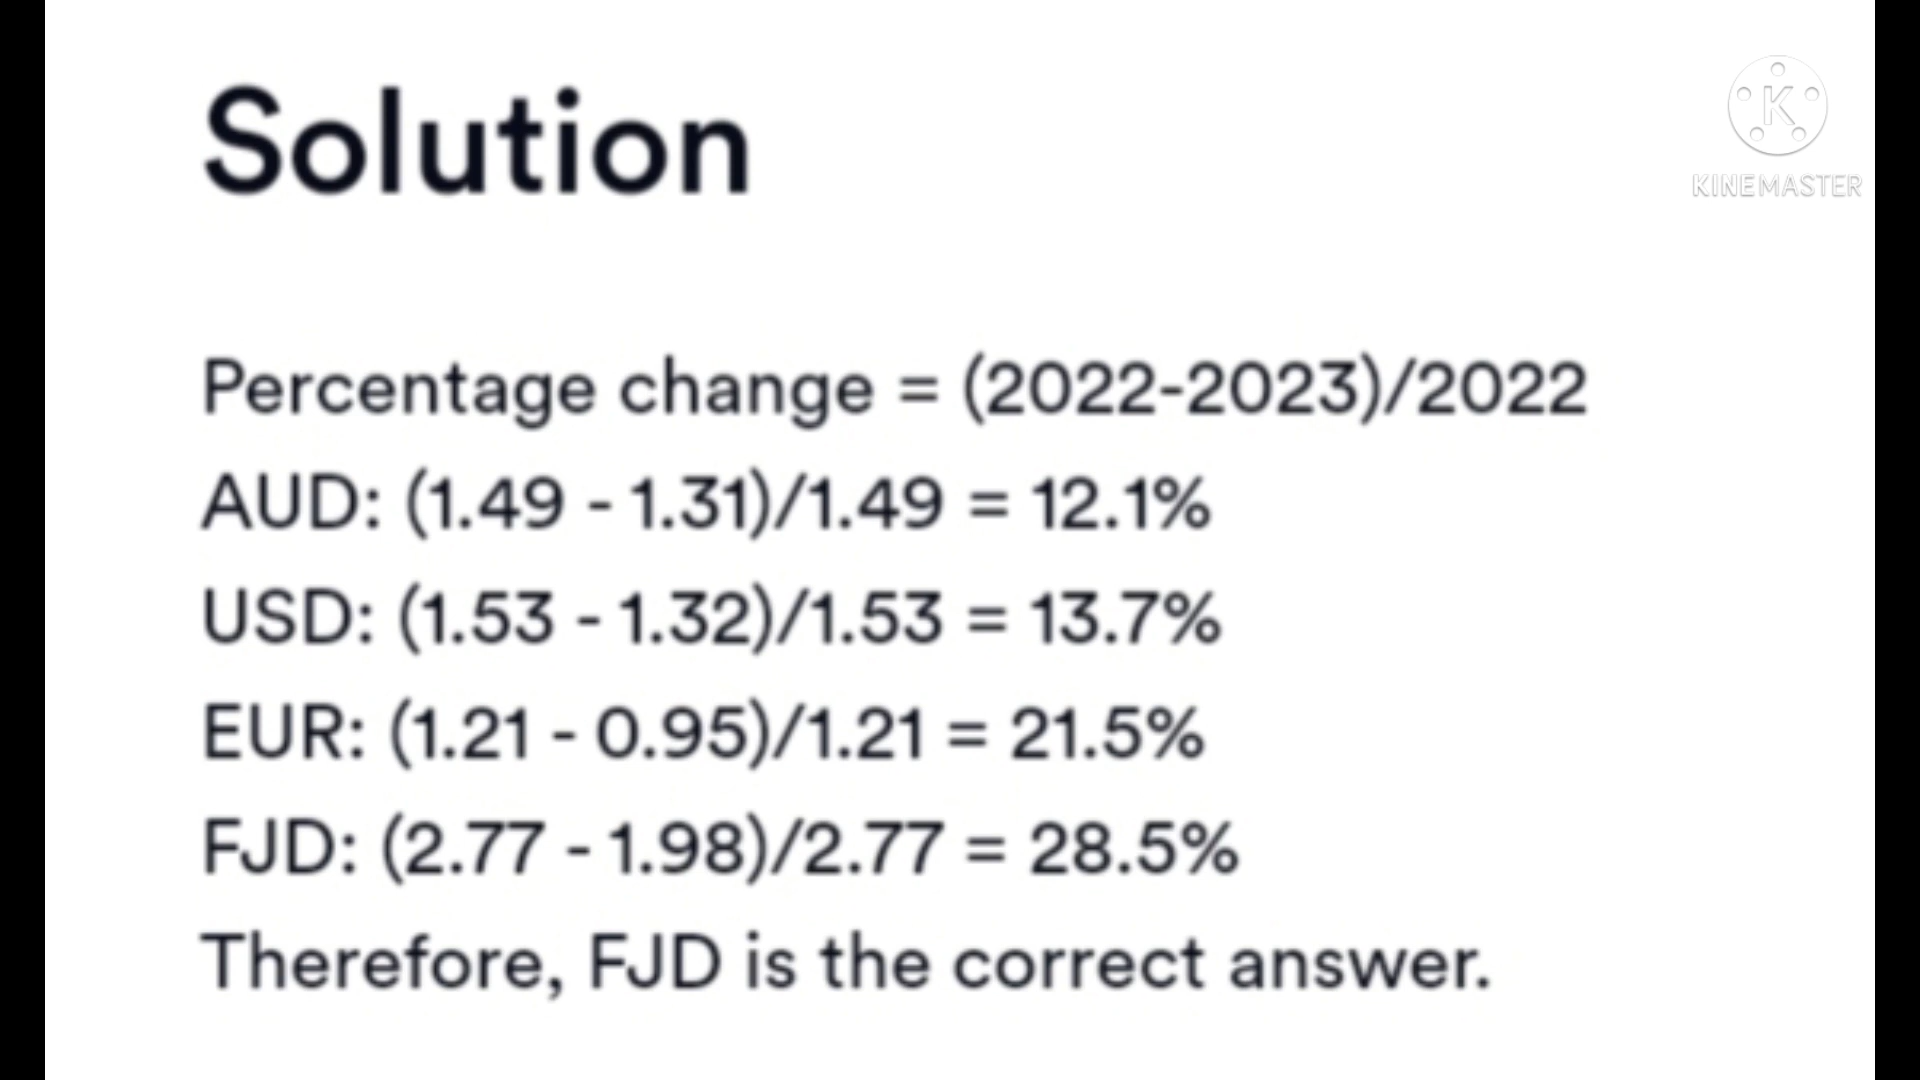 Solution
KINEMASTER
Percentage change = (2022-2023)/2022
AUD: (1.49 - 1.31)/1.49 = 12.1%
USD: (1.53 - 1.32)/1.53 = 13.7%
EUR: (1.21 - 0.95)/1.21 = 21.5%
FJD: (2.77 - 1.98)/2.77 = 28.5%
Therefore, FJD is the correct answer.